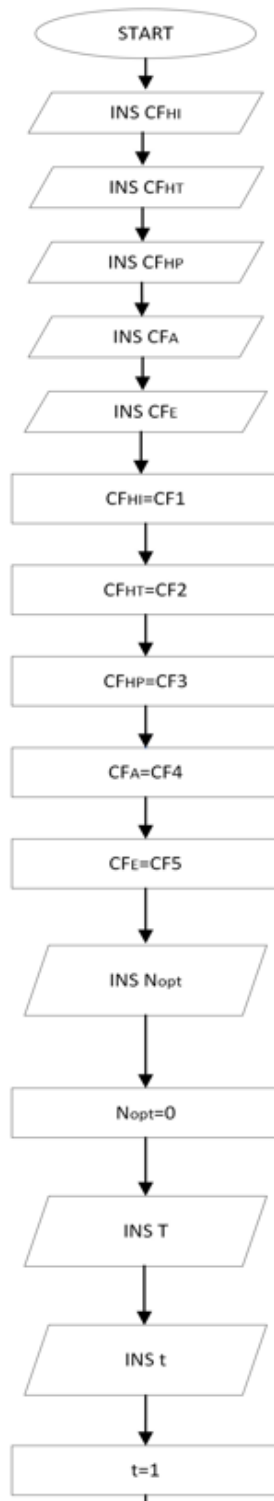 START
INS CFHI
INS CFHT
INS CFHP
INS CFA
INS CFE
CFHI=CF1
CFHT=CF2
CFHP=CF3
CFA=CF4
CFE=CF5
INS Nopt
Nopt=0
INS T
INS t
t=1